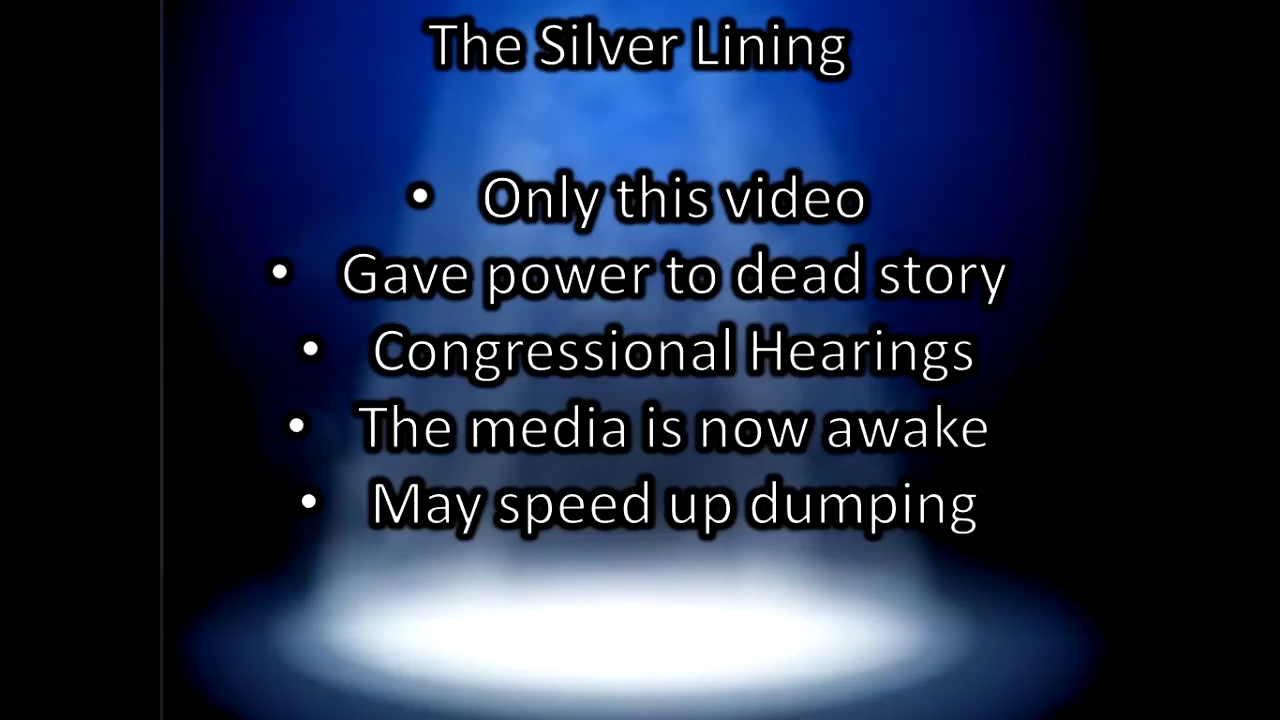 The Silver Lining
• Only this video
• Gave power to dead story
• Congressional Hearings
• The media is now awake
• May speed up dumping